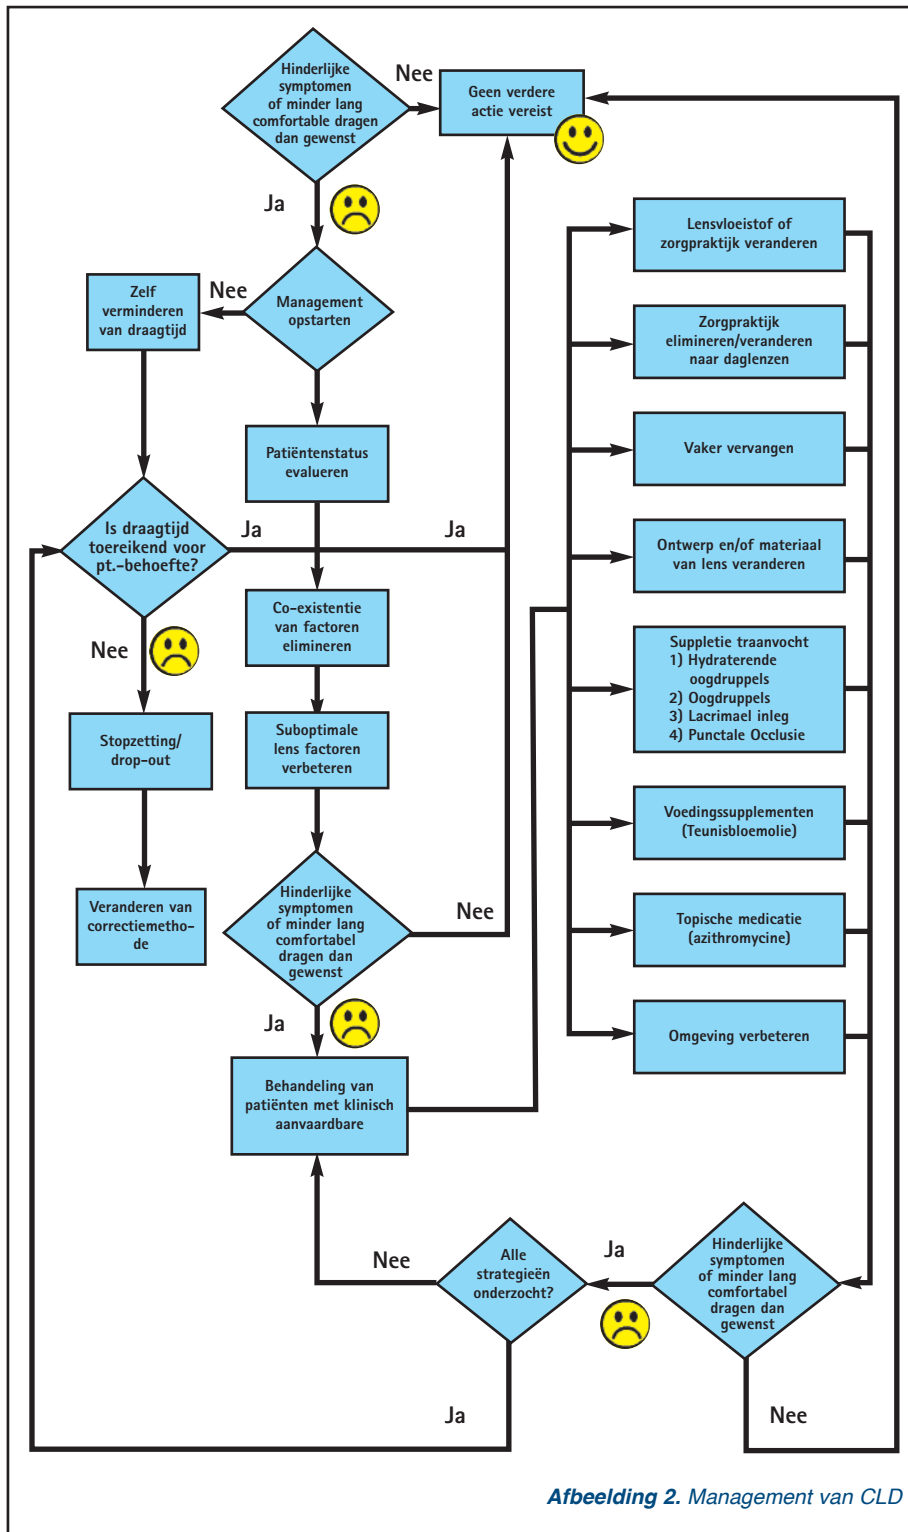 Hinderlijke
symptomen
of minder lang
comfortable dragen
dan gewenst
Nee
Geen verdere
actie vereist
Ja
Management
opstarten
Nee
Zelf
verminderen
van draagtijd
Patiëntenstatus
evalueren
Is draagtijd
toereikend voor
pt.-behoefte?
Ja
Ja
Nee
Co-existentie
van factoren
elimineren
Stopzetting/
drop-out
Suboptimale
lens factoren
verbeteren
Veranderen van
correctiemetho-
de
Hinderlijke
symptomen
of minder lang
comfortabel
dragen dan
gewenst
Nee
Ja
Behandeling van
patiënten met klinisch
aanvaardbare
Lensvloeistof of
zorgpraktijk veranderen
Zorgpraktijk
elimineren/veranderen
naar daglenzen
Vaker vervangen
Ontwerp en/of materiaal
van lens veranderen
Suppletie traanvocht
1) Hydraterende
oogdruppels
2) Oogdruppels
3) Lacrimael inleg
4) Punctale Occlusie
Voedingssupplementen
(Teunisbloemolie)
Topische medicatie
(azithromycine)
Omgeving verbeteren
Hinderlijke
symptomen
of minder lang
comfortabel
dragen dan
gewenst
Ja
Alle
strategieën
onderzocht?
Nee
Ja
Nee
Afbeelding 2. Management van CLD